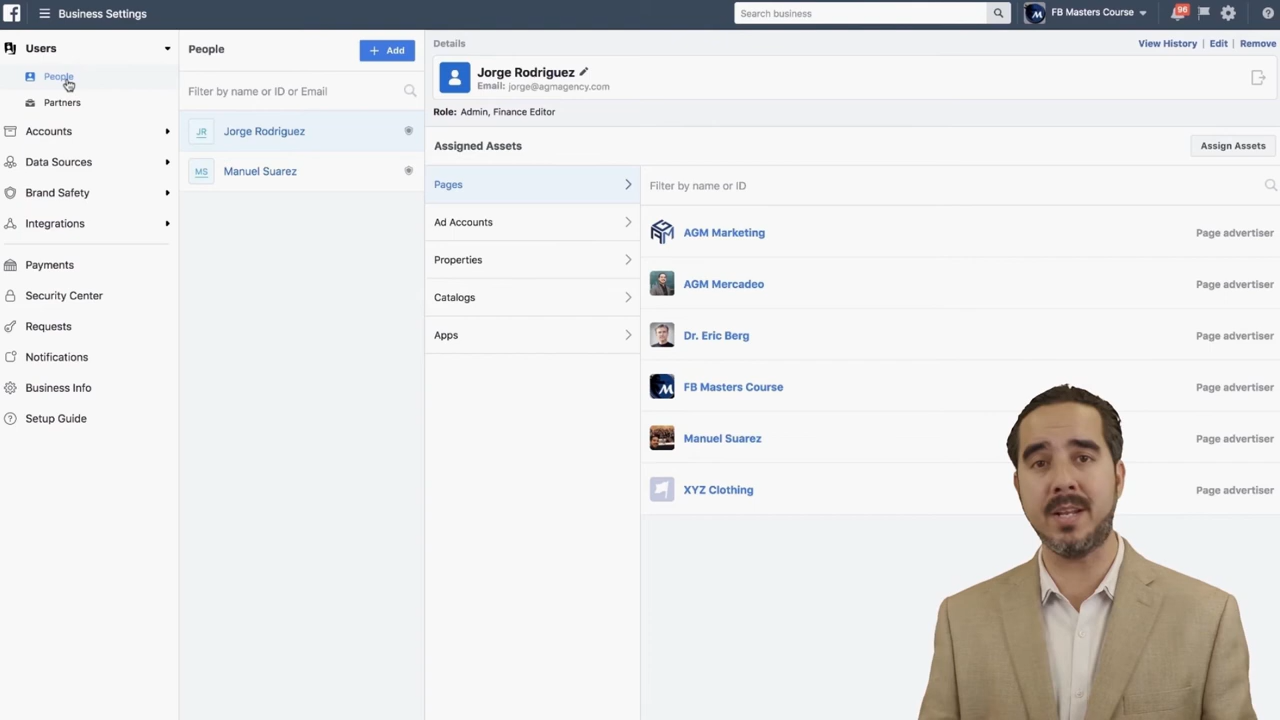 Business Settings
Search business
FB Masters Course
96
Users
People
Partners
Accounts
Data Sources
Brand Safety
Integrations
Payments
Security Center
Requests
Notifications
Business Info
Setup Guide
People
+ Add
Filter by name or ID or Email
JR Jorge Rodriguez
MS Manuel Suarez
Details
View History | Edit | Remove
Jorge Rodriguez
Email: jorge@agmagency.com
Role: Admin, Finance Editor
Assigned Assets
Assign Assets
Pages
Ad Accounts
Properties
Catalogs
Apps
Filter by name or ID
AGM Marketing Page advertiser
AGM Mercadeo Page advertiser
Dr. Eric Berg Page advertiser
FB Masters Course Page advertiser
Manuel Suarez Page advertiser
XYZ Clothing Page advertiser